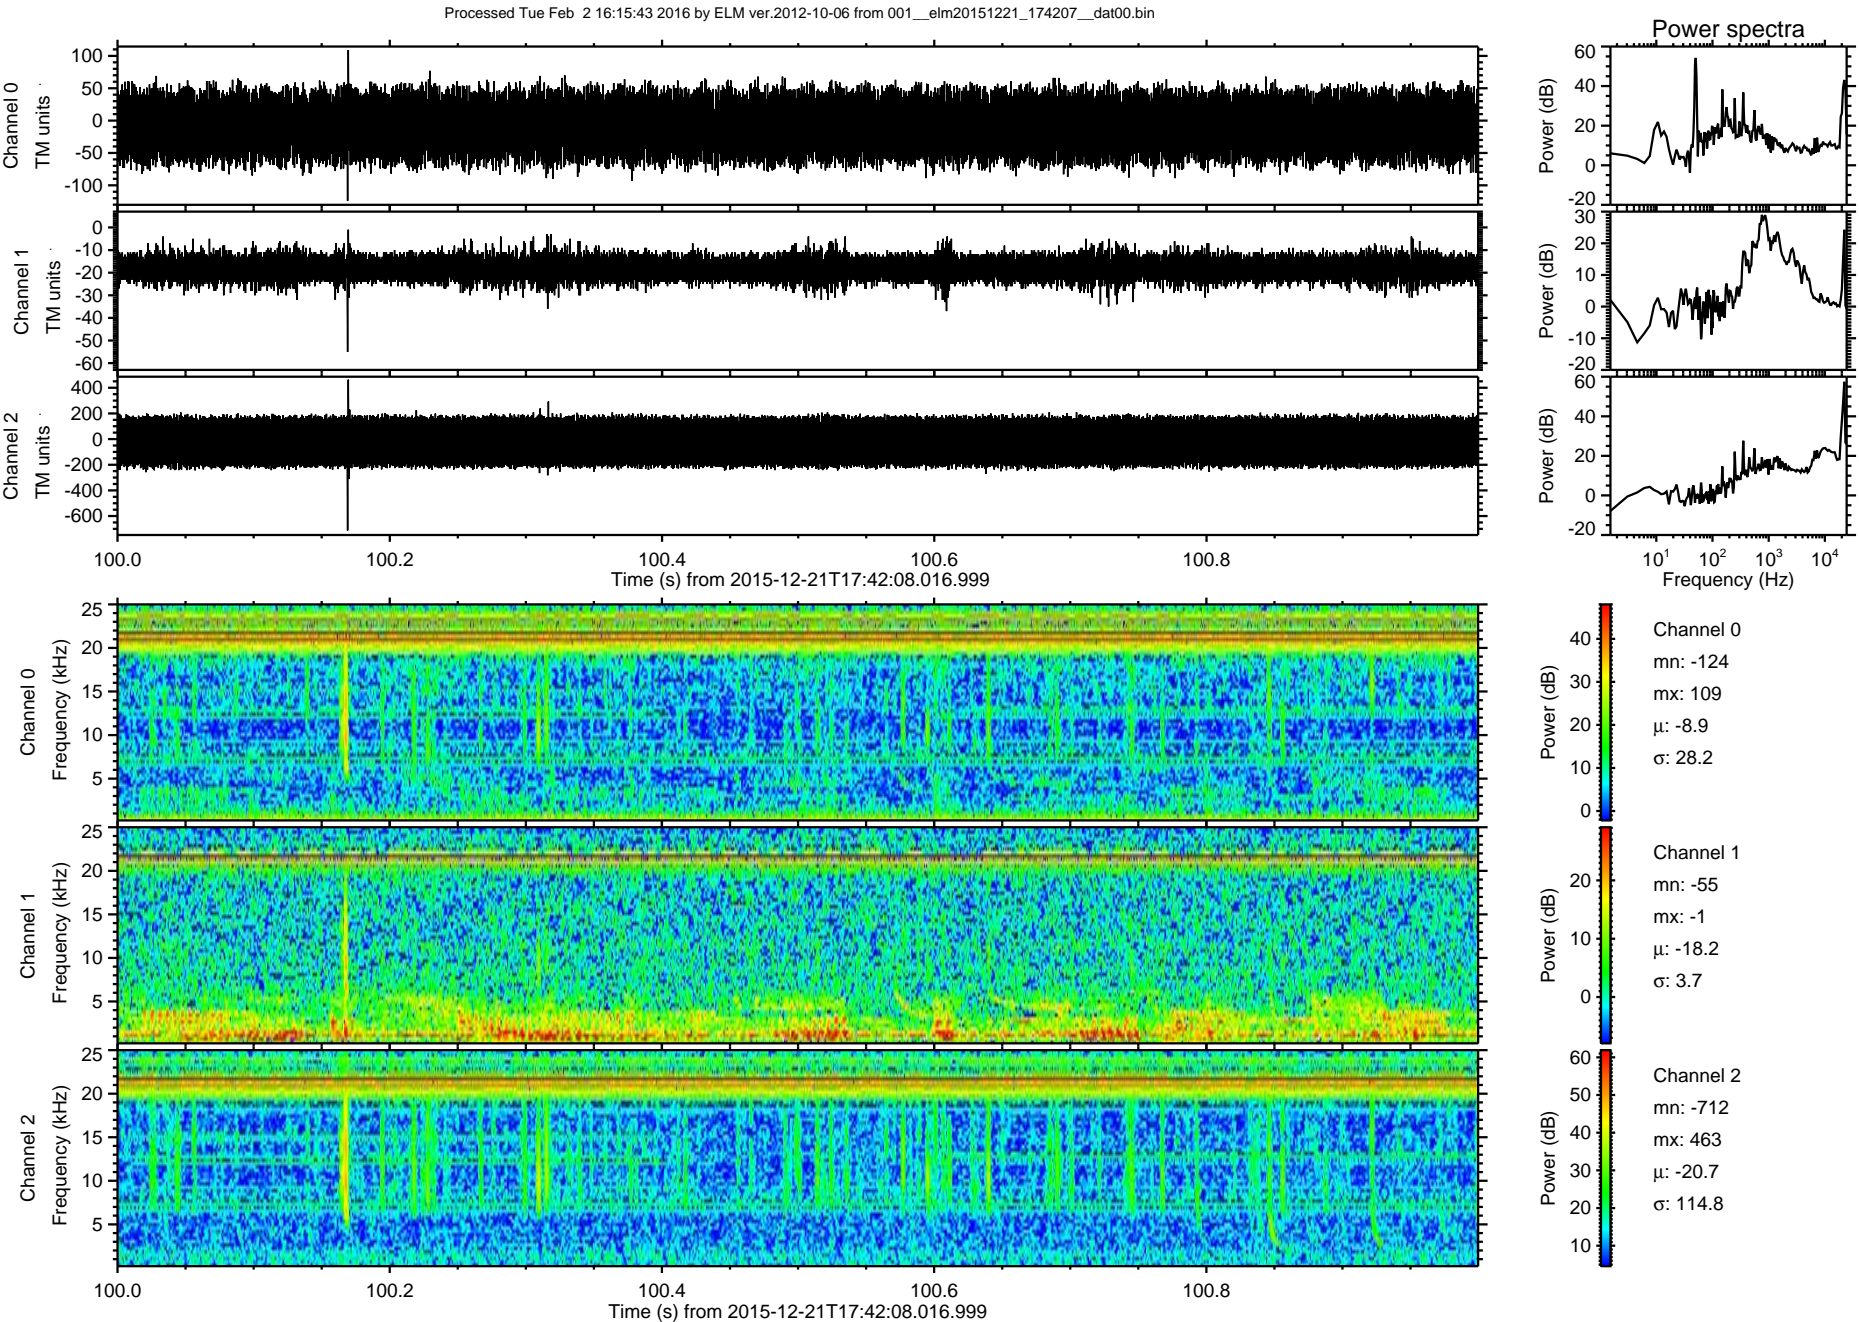 Processed Tue Feb  2 16:15:43 2016 by ELM ver.2012-10-06 from 001__elm20151221_174207__dat00.bin
Power spectra
Channel 0
TM units
100
50
0
-50
-100
Power (dB)
60
40
20
0
-20
Channel 1
TM units
0
-10
-20
-30
-40
-50
-60
Power (dB)
30
20
10
0
-10
-20
Channel 2
TM units
400
200
0
-200
-400
-600
Power (dB)
60
40
20
0
-20
100.0 100.2 100.4 100.6 100.8
Time (s) from 2015-12-21T17:42:08.016.999
10^1 10^2 10^3 10^4
Frequency (Hz)
Channel 0
Frequency (kHz)
25
20
15
10
5
Power (dB)
40
30
20
10
0
Channel 0
mn: -124
mx: 109
μ: -8.9
σ: 28.2
Channel 1
Frequency (kHz)
25
20
15
10
5
Power (dB)
20
10
0
Channel 1
mn: -55
mx: -1
μ: -18.2
σ: 3.7
Channel 2
Frequency (kHz)
25
20
15
10
5
Power (dB)
60
50
40
30
20
10
Channel 2
mn: -712
mx: 463
μ: -20.7
σ: 114.8
100.0 100.2 100.4 100.6 100.8
Time (s) from 2015-12-21T17:42:08.016.999